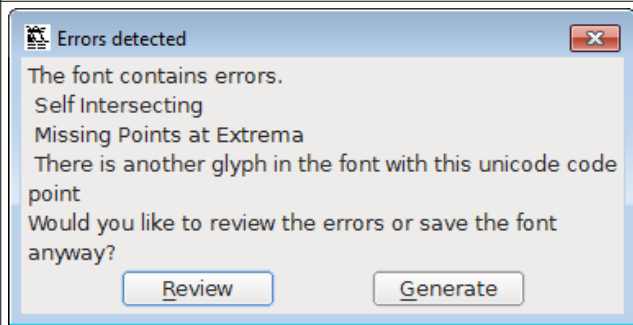 Errors detected
The font contains errors.
Self Intersecting
Missing Points at Extrema
There is another glyph in the font with this unicode code
point
Would you like to review the errors or save the font
anyway?
Review
Generate